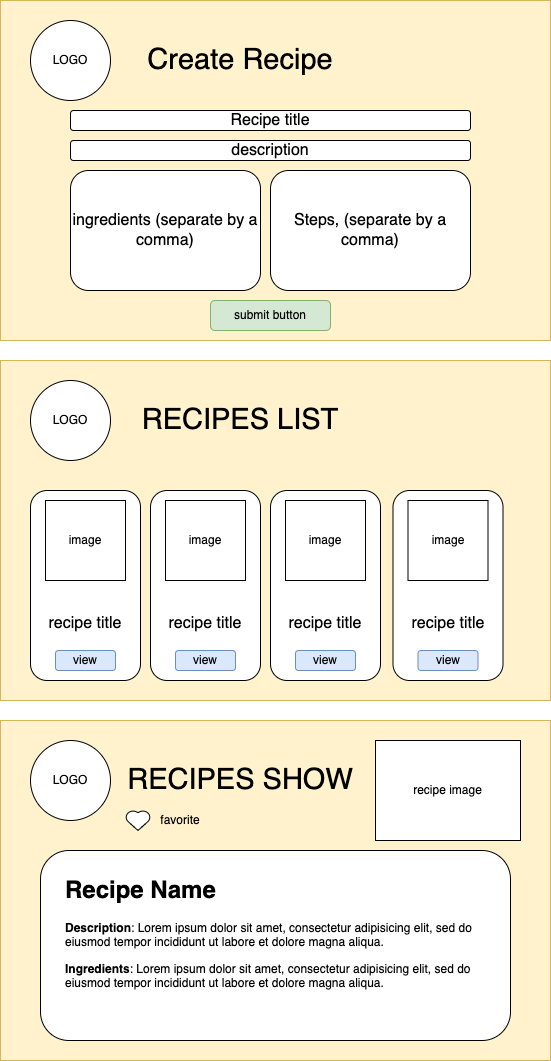 LOGO
Create Recipe
Recipe title
description
ingredients (separate by a
comma)
Steps, (separate by a
comma)
submit button
LOGO
RECIPES LIST
image
image
image
image
recipe title
recipe title
recipe title
recipe title
view
view
view
view
LOGO
RECIPES SHOW
recipe image
favorite
Recipe Name
Description: Lorem ipsum dolor sit amet, consectetur adipisicing elit, sed do
eiusmod tempor incididunt ut labore et dolore magna aliqua.
Ingredients: Lorem ipsum dolor sit amet, consectetur adipisicing elit, sed do
eiusmod tempor incididunt ut labore et dolore magna aliqua.